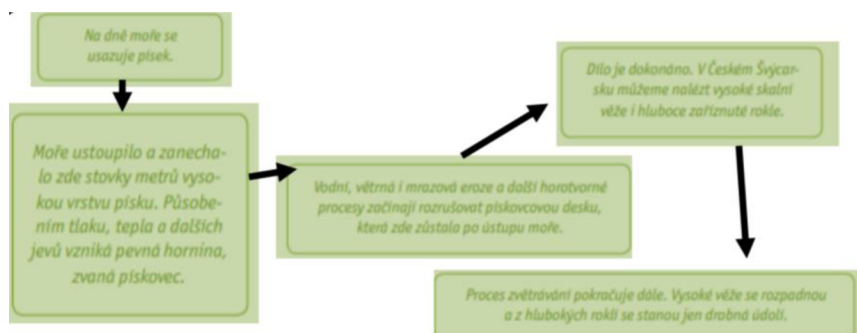 Na dně moře se
usazuje písek.
Moře ustoupilo a zanecha-
lo zde stovky metrů vyso-
kou vrstvu písku. Působe-
ním tlaku, tepla a dalších
jevů vzniká pevná hornina,
zvaná pískovec.
Vodní, větrná i mrazová eroze a další horotvorné
procesy začínají rozrušovat pískovcovou desku,
která zde zůstala po ústupu moře.
Dílo je dokonáno. V Českém Švýcar-
sku můžeme nalézt vysoké skalní
věže i hluboce zaříznuté rokle.
Proces zvětrávání pokračuje dále. Vysoké věže se rozpadnou
a z hlubokých roklí se stanou jen drobná údolí.